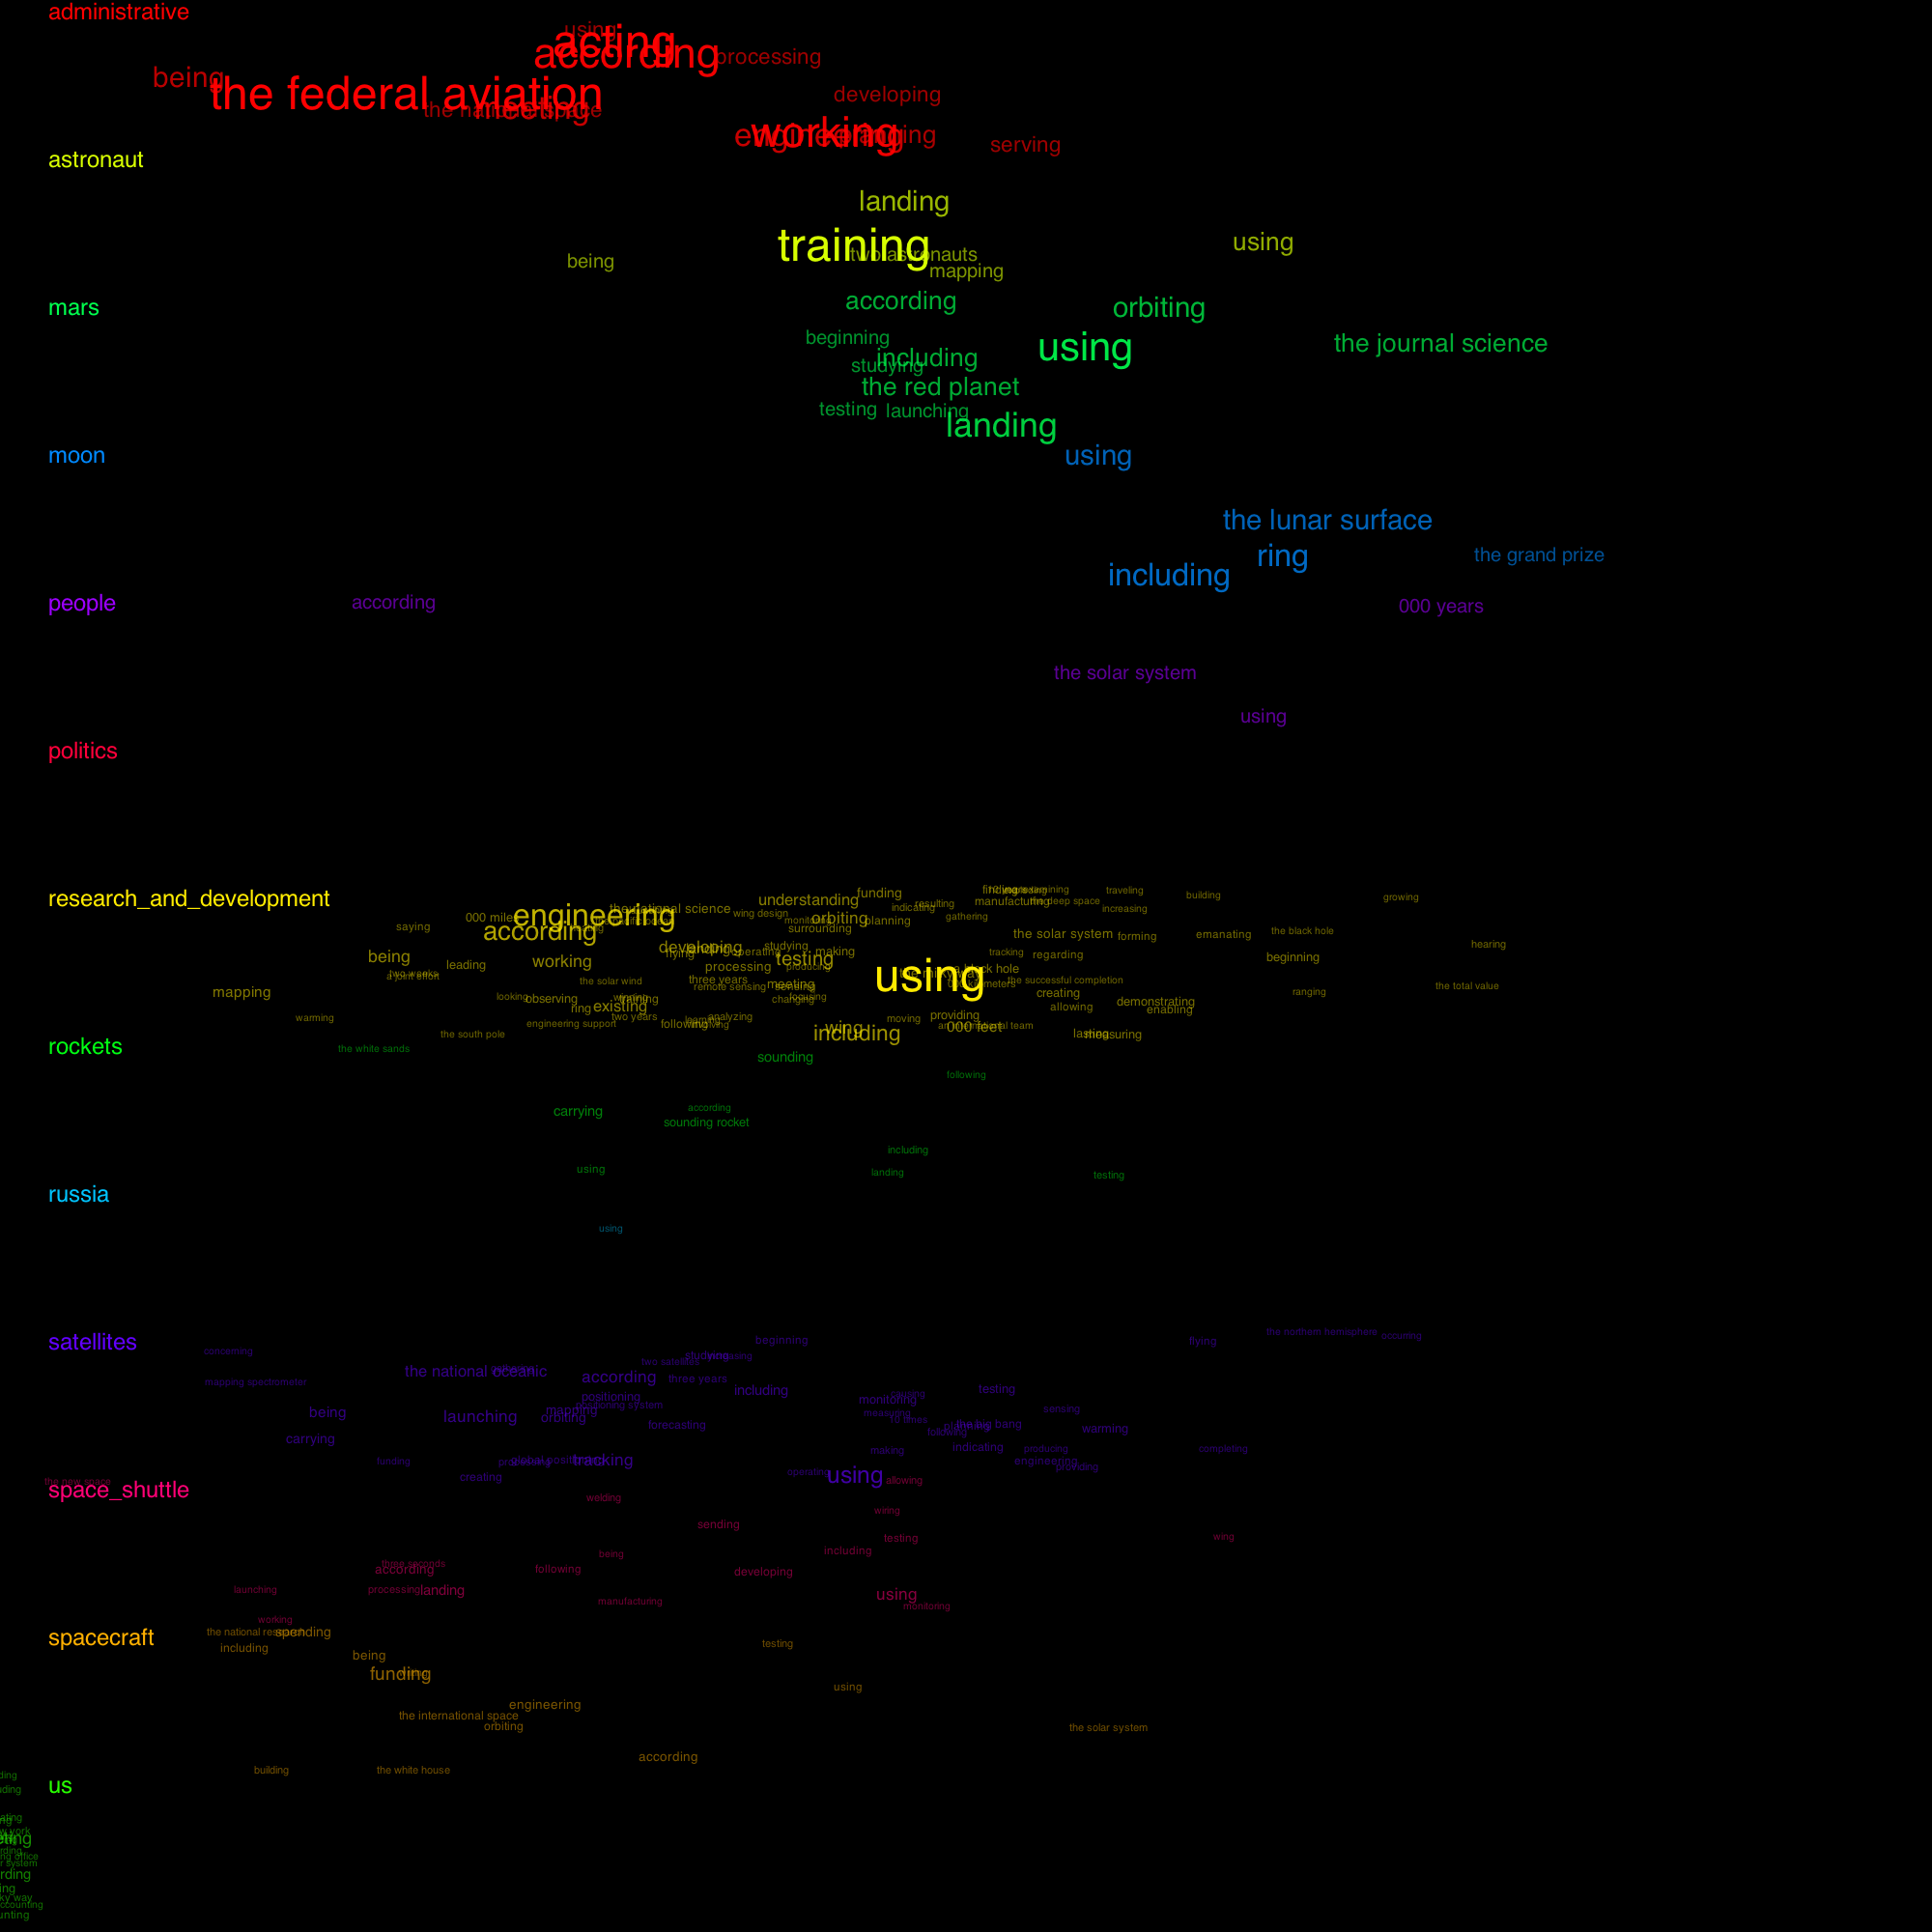 administrative
using
acting
according
processing
being
the federal aviation
developing
the national space
meeting
working
engineering
planning
serving
astronaut
landing
training
using
two astronauts
being
mapping
mars
according
orbiting
beginning
using
the journal science
including
studying
the red planet
testing
launching
landing
moon
using
the lunar surface
ring
the grand prize
including
people
according
000 years
the solar system
using
politics
research_and_development
funding
traveling
building
growing
understanding
manufacturing
the deep space
resulting
indicating
increasing
the national science
wing design
engineering
000 miles
orbiting
planning
gathering
monitoring
saying
surrounding
according
the solar system
forming
emanating
the black hole
developing
studying
hearing
landing
operating
making
flying
tracking
regarding
being
working
testing
beginning
leading
processing
producing
a black hole
two weeks
a joint effort
using
the solar wind
three years
meeting
remote sensing
sensing
the successful completion
the total value
mapping
looking
observing
training
focusing
changing
creating
ranging
demonstrating
ring
existing
allowing
enabling
warming
two years
analyzing
learning
moving
providing
engineering support
following
wing
an international team
000 feet
the south pole
including
lasting
measuring
rockets
the white sands
sounding
following
carrying
according
sounding rocket
including
using
landing
testing
russia
using
satellites
beginning
flying
the northern hemisphere
occurring
concerning
studying
two satellites
the national oceanic
according
three years
mapping spectrometer
including
testing
positioning
monitoring
positioning system
mapping
being
launching
orbiting
measuring
sensing
forecasting
the big bang
warming
following
carrying
indicating
making
producing
completing
funding
processing
global positioning
tracking
engineering
providing
creating
operating
using
space_shuttle
the new space
allowing
welding
wiring
sending
testing
wing
including
being
three seconds
according
following
developing
launching
processing
landing
using
manufacturing
monitoring
working
spacecraft
the national research
spending
including
testing
being
funding
using
engineering
the international space
orbiting
the solar system
according
building
the white house
us